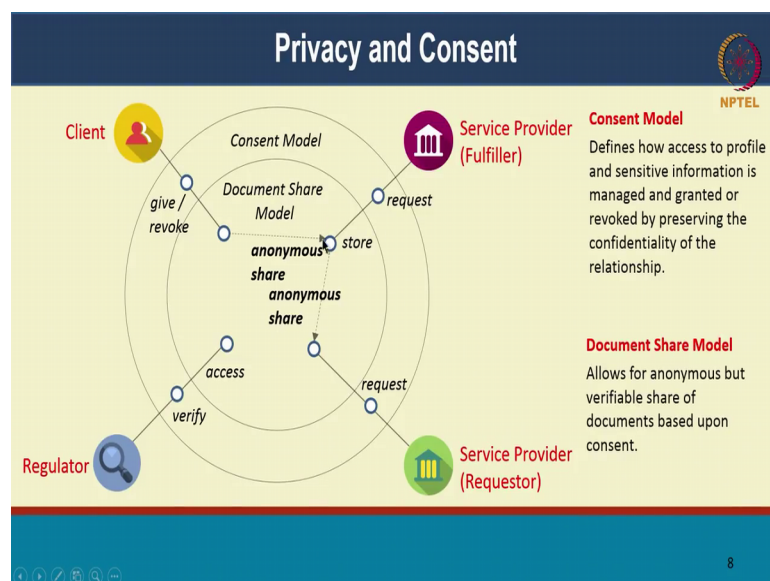 Privacy and Consent
NPTEL
Client
Consent Model
Service Provider
(Fulfiller)
Document Share
Model
give /
revoke
request
store
anonymous
share
anonymous
share
access
verify
request
Regulator
Service Provider
(Requestor)
Consent Model
Defines how access to profile
and sensitive information is
managed and granted or
revoked by preserving the
confidentiality of the
relationship.
Document Share Model
Allows for anonymous but
verifiable share of
documents based upon
consent.
8